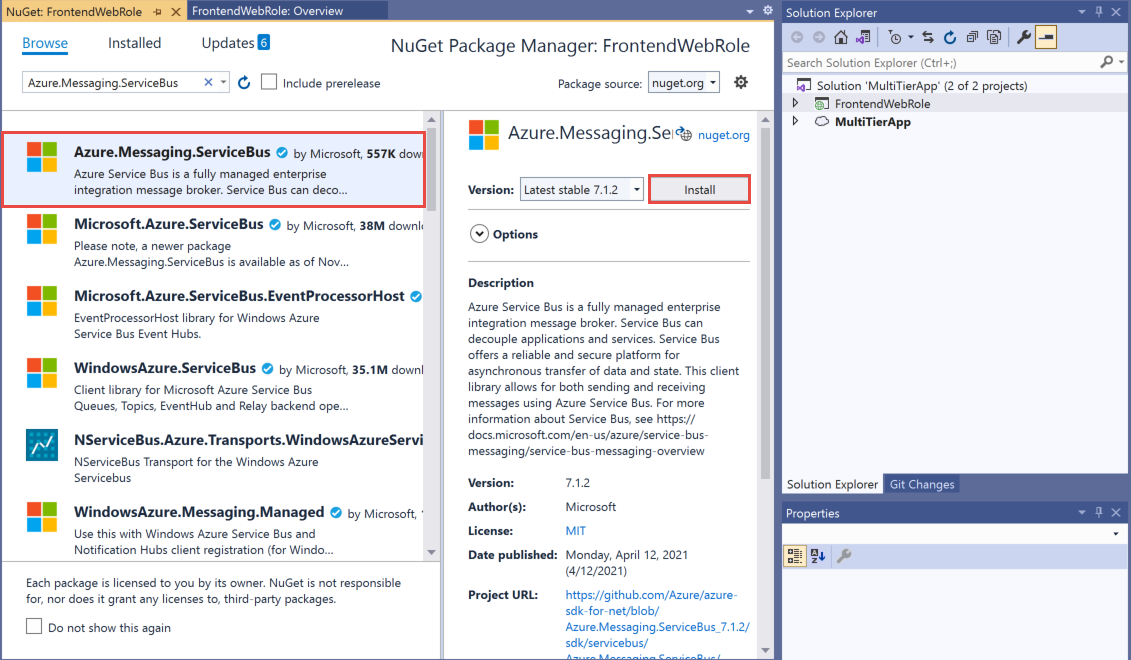 NuGet: FrontendWebRole
FrontendWebRole: Overview
Browse
Installed
Updates 6
NuGet Package Manager: FrontendWebRole
Azure.Messaging.ServiceBus
Include prerelease
Package source: nuget.org
Azure.Messaging.ServiceBus by Microsoft, 557K down
Azure Service Bus is a fully managed enterprise
integration message broker. Service Bus can deco...
Microsoft.Azure.ServiceBus by Microsoft, 38M downl
Please note, a newer package
Azure.Messaging.ServiceBus is available as of Nov...
Microsoft.Azure.ServiceBus.EventProcessorHost
EventProcessorHost library for Windows Azure
Service Bus Event Hubs.
WindowsAzure.ServiceBus by Microsoft, 35.1M downl
Client library for Microsoft Azure Service Bus
Queues, Topics, EventHub and Relay backend ope...
NServiceBus.Azure.Transports.WindowsAzureServi
NServiceBus Transport for the Windows Azure
Servicebus
WindowsAzure.Messaging.Managed by Microsoft,
Use this with Windows Azure Service Bus and
Notification Hubs client registration (for Windo...
Each package is licensed to you by its owner. NuGet is not responsible
for, nor does it grant any licenses to, third-party packages.
Do not show this again
Azure.Messaging.Se
nuget.org
Version: Latest stable 7.1.2
Install
Options
Description
Azure Service Bus is a fully managed enterprise
integration message broker. Service Bus can
decouple applications and services. Service Bus
offers a reliable and secure platform for
asynchronous transfer of data and state. This client
library allows for both sending and receiving
messages using Azure Service Bus. For more
information about Service Bus, see https://
docs.microsoft.com/en-us/azure/service-bus-
messaging/service-bus-messaging-overview
Version: 7.1.2
Author(s): Microsoft
License: MIT
Date published: Monday, April 12, 2021
(4/12/2021)
Project URL: https://github.com/Azure/azure-
sdk-for-net/blob/
Azure.Messaging.ServiceBus_7.1.2/
sdk/servicebus/
Azure.Messaging.ServiceBus/
Solution Explorer
Search Solution Explorer (Ctrl+;)
Solution 'MultiTierApp' (2 of 2 projects)
FrontendWebRole
MultiTierApp
Solution Explorer
Git Changes
Properties